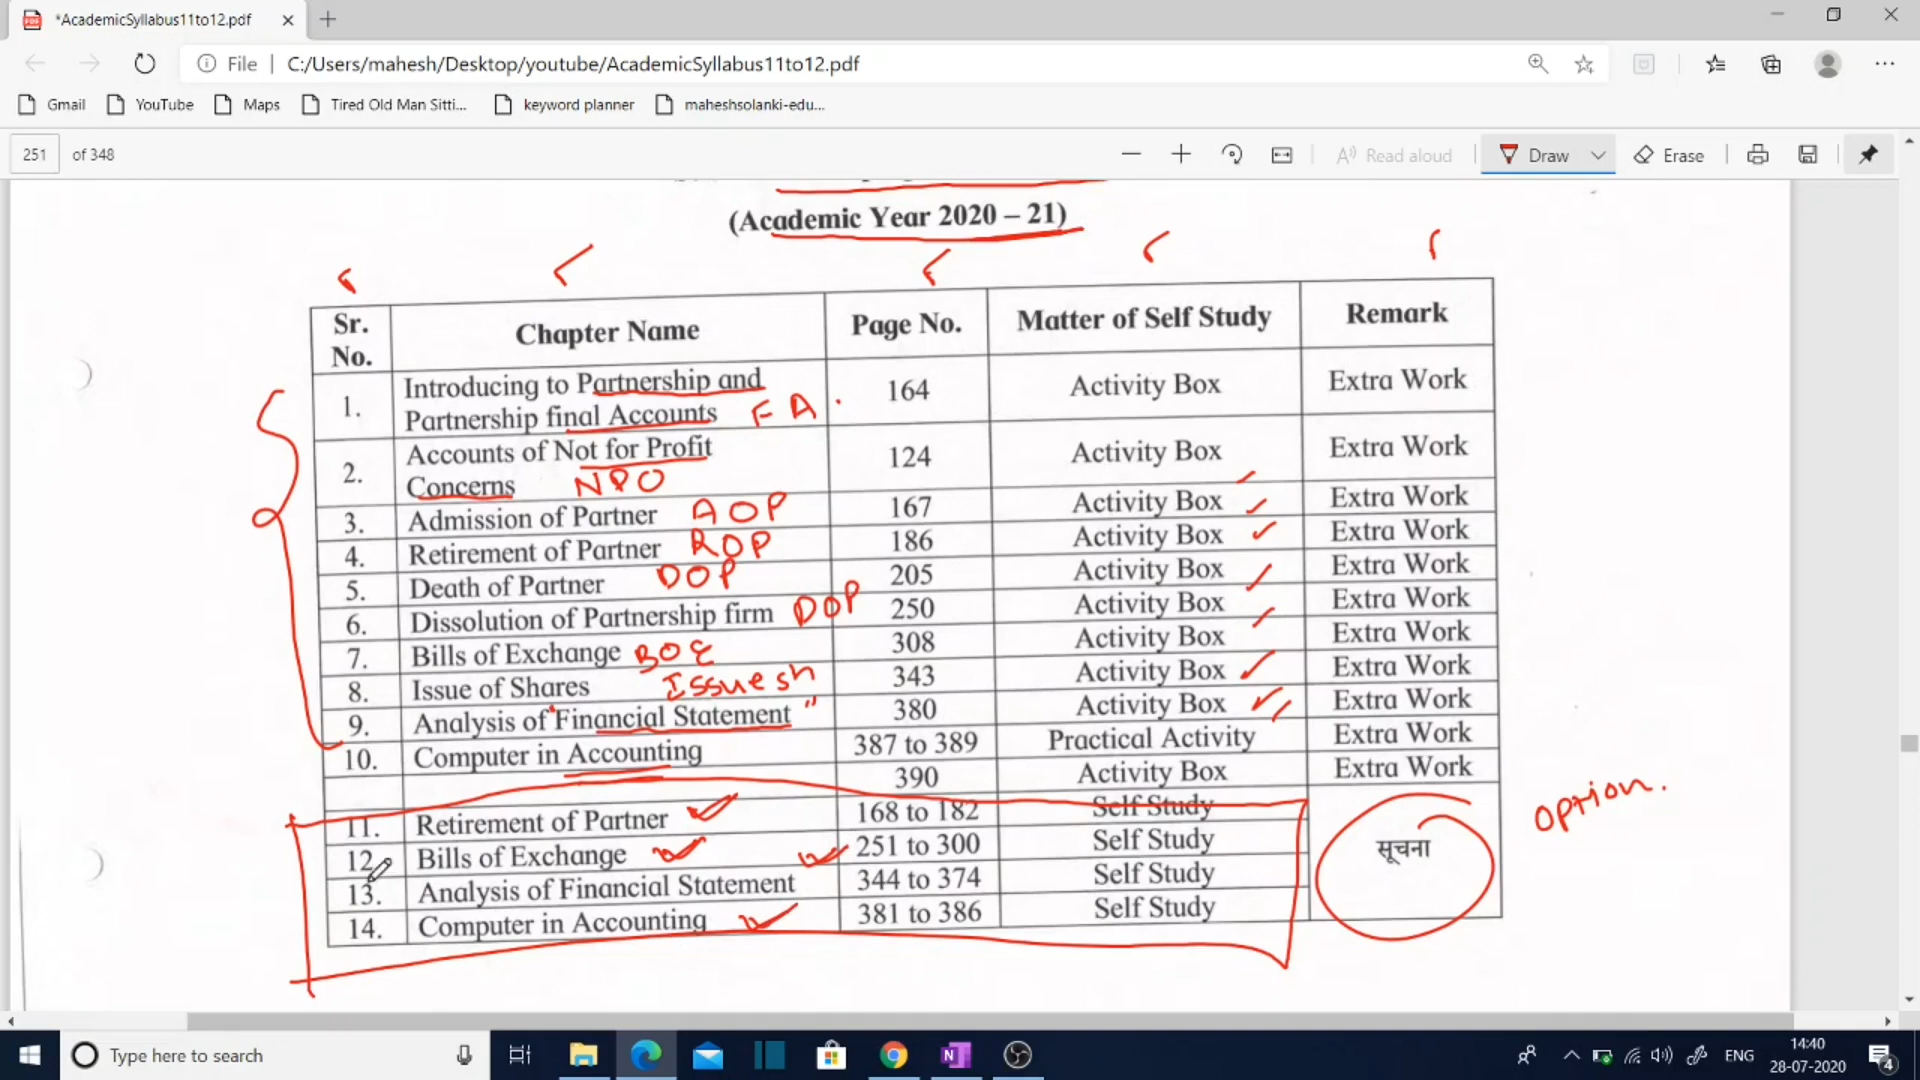 *AcademicSyllabus11to12.pdf
File | C:/Users/mahesh/Desktop/youtube/AcademicSyllabus11to12.pdf
Gmail YouTube Maps Tired Old Man Sitti... keyword planner maheshsolanki-edu...
251 of 348 Read aloud Draw Erase
(Academic Year 2020 – 21)
Sr. No. Chapter Name Page No. Matter of Self Study Remark
1. Introducing to Partnership and 164 Activity Box Extra Work
Partnership final Accounts F A.
2. Accounts of Not for Profit 124 Activity Box Extra Work
Concerns NPO
3. Admission of Partner AOP 167 Activity Box Extra Work
4. Retirement of Partner ROP 186 Activity Box Extra Work
5. Death of Partner DOP 205 Activity Box Extra Work
6. Dissolution of Partnership firm DOP 250 Activity Box Extra Work
7. Bills of Exchange BOE 308 Activity Box Extra Work
8. Issue of Shares Issue sh 343 Activity Box Extra Work
9. Analysis of "Financial Statement" 380 Activity Box Extra Work
10. Computer in Accounting 387 to 389 Practical Activity Extra Work
390 Activity Box Extra Work
11. Retirement of Partner 168 to 182 Self Study
12. Bills of Exchange 251 to 300 Self Study सूचना option.
13. Analysis of Financial Statement 344 to 374 Self Study
14. Computer in Accounting 381 to 386 Self Study
Type here to search
ENG 14:40
28-07-2020
4